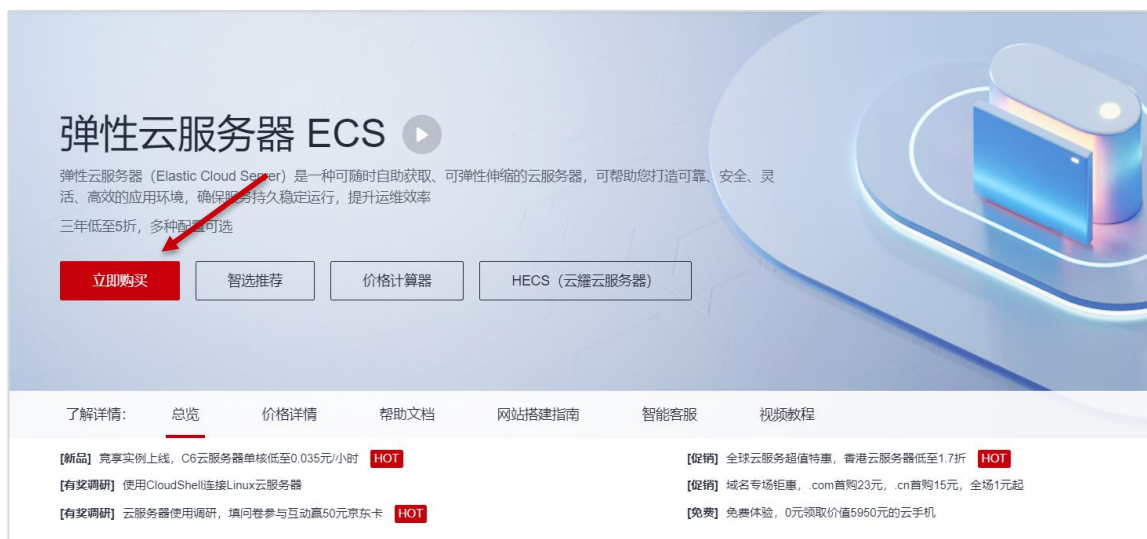 弹性云服务器 ECS
弹性云服务器（Elastic Cloud Server）是一种可随时自助获取、可弹性伸缩的云服务器，可帮助您打造可靠、安全、灵
活、高效的应用环境，确保服务持久稳定运行，提升运维效率
三年低至5折，多种配置可选
立即购买 智选推荐 价格计算器 HECS（云耀云服务器）
了解详情： 总览 价格详情 帮助文档 网站搭建指南 智能客服 视频教程
[新品] 竞享实例上线，C6云服务器单核低至0.035元/小时 HOT
[促销] 全球云服务超值特惠，香港云服务器低至1.7折 HOT
[有奖调研] 使用CloudShell连接Linux云服务器
[促销] 域名专场钜惠，.com首购23元，.cn首购15元，全场1元起
[有奖调研] 云服务器使用调研，填问卷参与互动赢50元京东卡 HOT
[免费] 免费体验，0元领取价值5950元的云手机